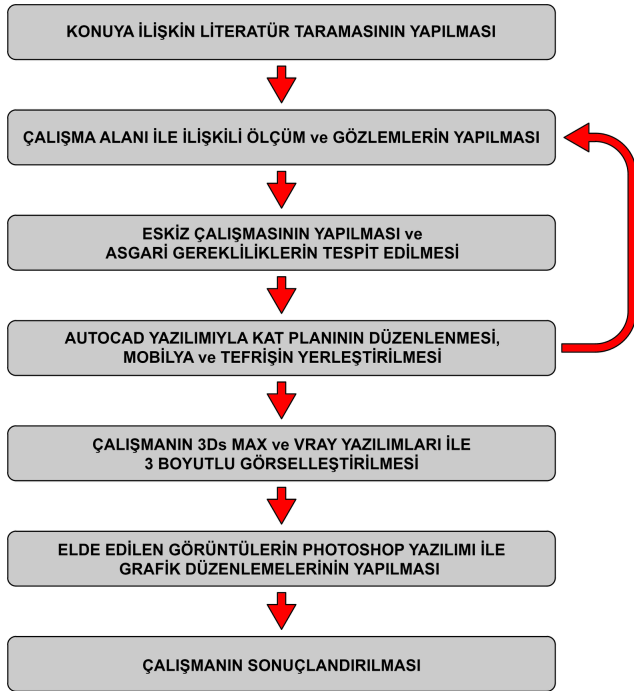 KONUYA İLİŞKİN LİTERATÜR TARAMASININ YAPILMASI
ÇALIŞMA ALANI İLE İLİŞKİLİ ÖLÇÜM ve GÖZLEMLERİN YAPILMASI
ESKİZ ÇALIŞMASININ YAPILMASI ve
ASGARİ GEREKLİLİKLERİN TESPİT EDİLMESİ
AUTOCAD YAZILIMIYLA KAT PLANININ DÜZENLENMESİ,
MOBİLYA ve TEFRİŞİN YERLEŞTİRİLMESİ
ÇALIŞMANIN 3Ds MAX ve VRAY YAZILIMLARI İLE
3 BOYUTLU GÖRSELLEŞTİRİLMESİ
ELDE EDİLEN GÖRÜNTÜLERİN PHOTOSHOP YAZILIMI İLE
GRAFİK DÜZENLEMELERİNİN YAPILMASI
ÇALIŞMANIN SONUÇLANDIRILMASI